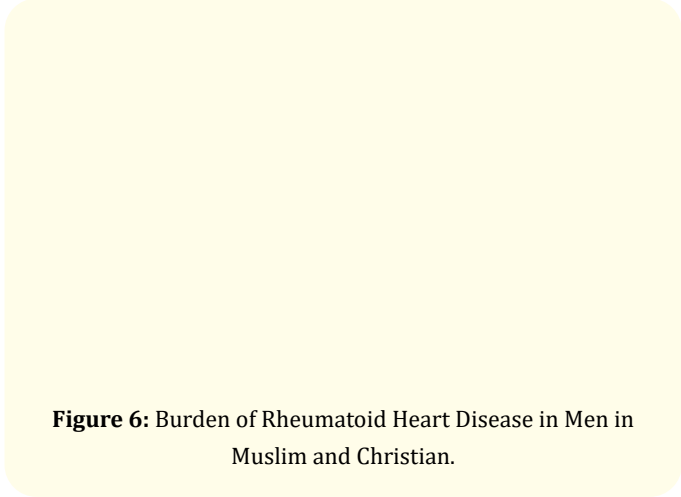 Figure 6: Burden of Rheumatoid Heart Disease in Men in
Muslim and Christian.